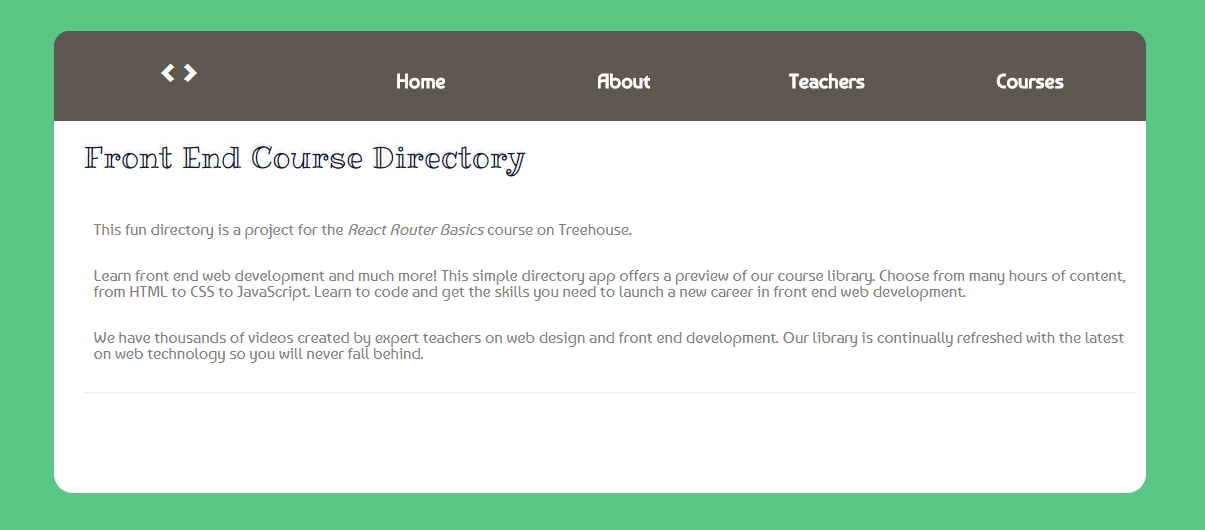 < >
Home About Teachers Courses
Front End Course Directory
This fun directory is a project for the React Router Basics course on Treehouse.
Learn front end web development and much more! This simple directory app offers a preview of our course library. Choose from many hours of content,
from HTML to CSS to JavaScript. Learn to code and get the skills you need to launch a new career in front end web development.
We have thousands of videos created by expert teachers on web design and front end development. Our library is continually refreshed with the latest
on web technology so you will never fall behind.